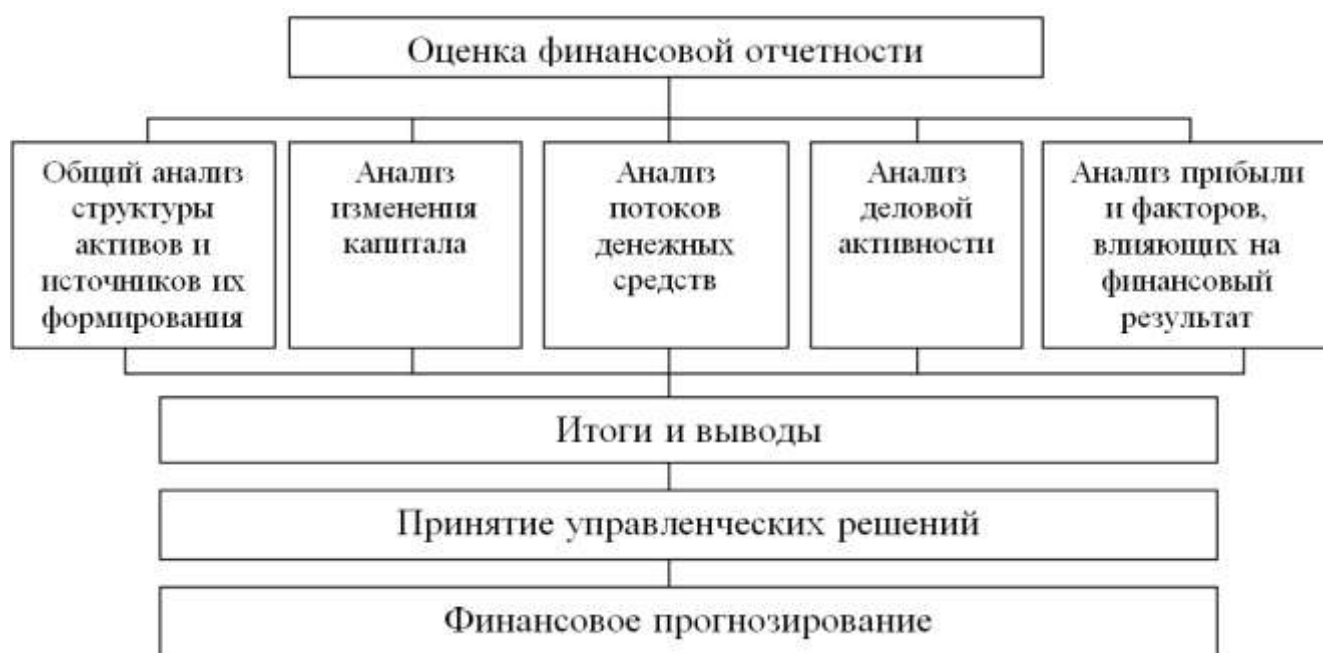 Оценка финансовой отчетности
Общий анализ
структуры
активов и
источников их
формирования
Анализ
изменения
капитала
Анализ
потоков
денежных
средств
Анализ
деловой
активности
Анализ прибыли
и факторов,
влияющих на
финансовый
результат
Итоги и выводы
Принятие управленческих решений
Финансовое прогнозирование